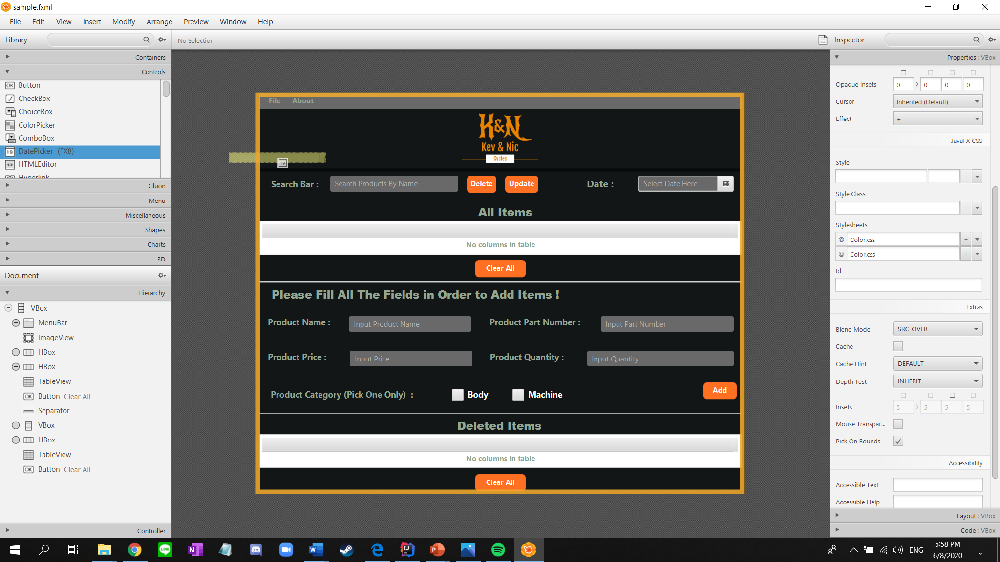 sample.fxml
File Edit View Insert Modify Arrange Preview Window Help
Library
No Selection
Inspector
Containers
Controls
Button
CheckBox
ChoiceBox
ColorPicker
ComboBox
DatePicker (FX8)
HTMLEditor
Hyperlink
Gluon
Menu
Miscellaneous
Shapes
Charts
3D
Document
Hierarchy
VBox
MenuBar
ImageView
HBox
HBox
TableView
Button Clear All
Separator
VBox
HBox
TableView
Button Clear All
Controller
File About
K&N
Kev & Nic
Cycles
19
Search Bar : Search Products By Name Delete Update Date : Select Date Here
All Items
No columns in table
Clear All
Please Fill All The Fields in Order to Add Items !
Product Name : Input Product Name Product Part Number : Input Part Number
Product Price : Input Price Product Quantity : Input Quantity
Product Category (Pick One Only) : Body Machine Add
Deleted Items
No columns in table
Clear All
Properties : VBox
Opaque Insets 0 0 0 0
Cursor Inherited (Default)
Effect +
JavaFX CSS
Style
Style Class
Stylesheets
@ Color.css +
@ Color.css +
Id
Extras
Blend Mode SRC_OVER
Cache
Cache Hint DEFAULT
Depth Test INHERIT
Insets 5 5 5 5
Mouse Transpar...
Pick On Bounds
Accessibility
Accessible Text
Accessible Help
Layout : VBox
Code : VBox
ENG
5:58 PM
6/8/2020